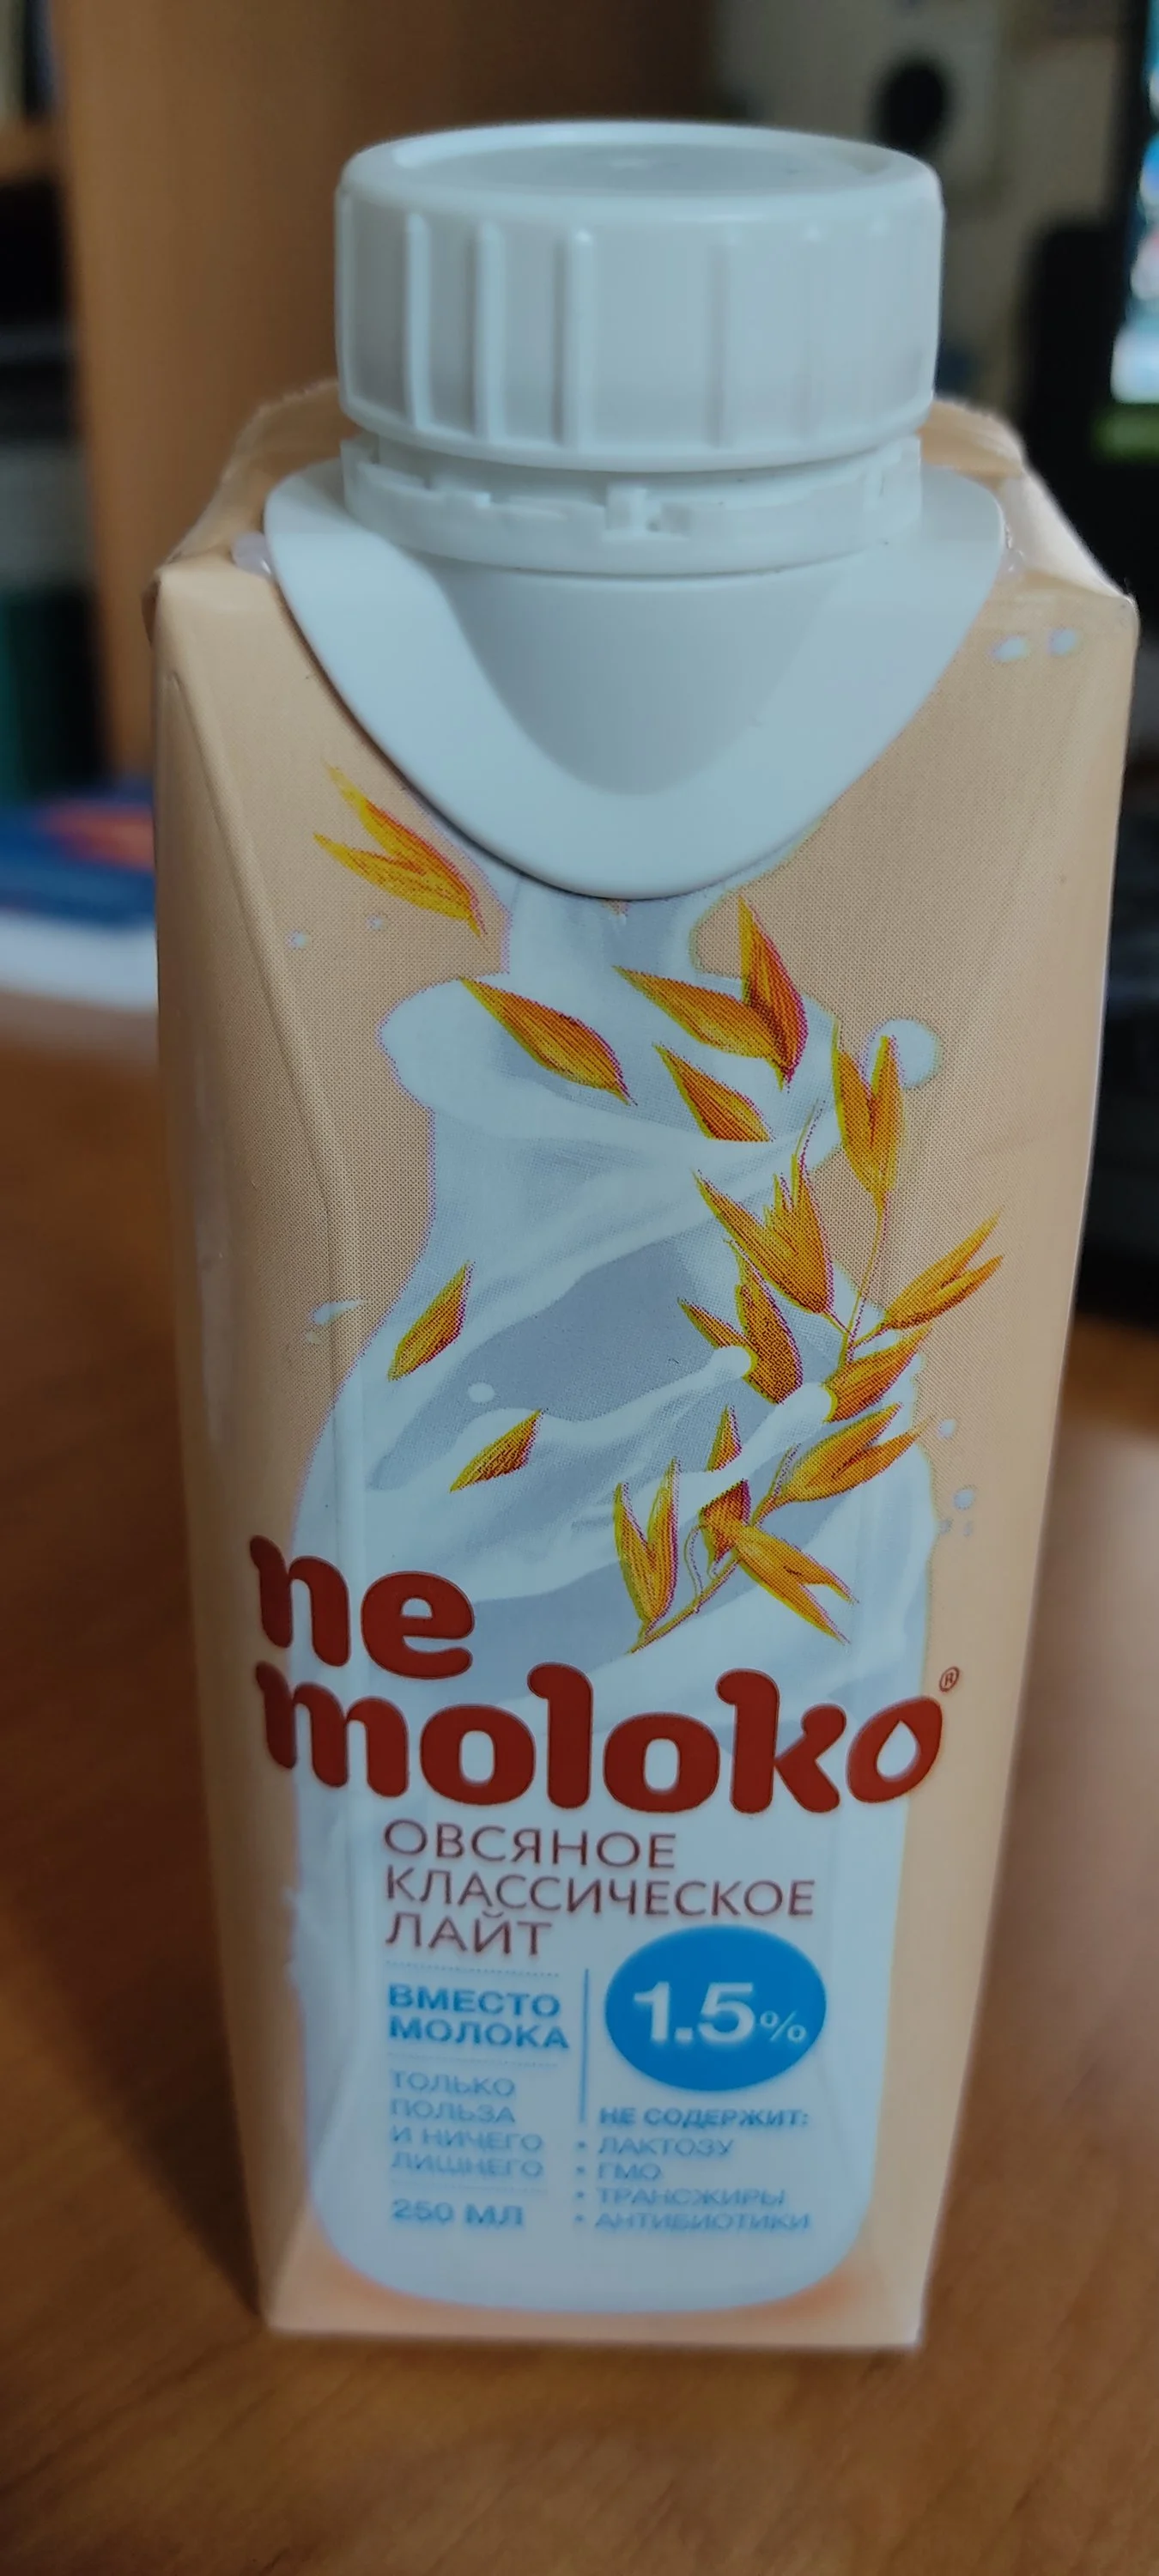 ne
moloko®
ОВСЯНОЕ
КЛАССИЧЕСКОЕ
ЛАЙТ
ВМЕСТО
МОЛОКА
ТОЛЬКО
ПОЛЬЗА
И НИЧЕГО
ЛИШНЕГО
250 МЛ
1.5%
НЕ СОДЕРЖИТ:
• ЛАКТОЗУ
• ГМО
• ТРАНСЖИРЫ
• АНТИБИОТИКИ